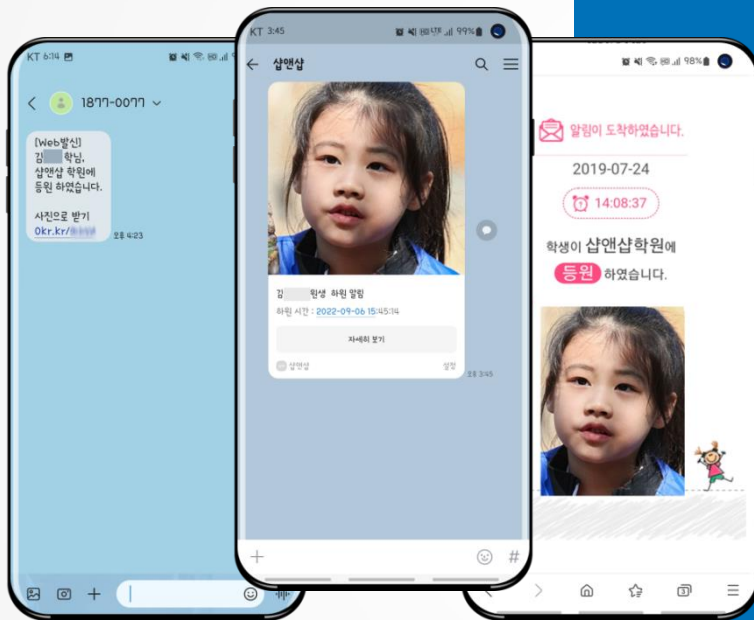 KT 6:14
1877-0077
[Web발신]
김 학님,
샵앤샵 학원에
등원 하였습니다.
사진으로 받기
0kr.kr/
오후 4:23
KT 3:45
99%
샵앤샵
김 원생 하원 알림
하원 시간 : 2022-09-06 15:45:14
자세히 보기
샵앤샵
설정
오후 3:45
#
98%
알림이 도착하였습니다.
2019-07-24
14:08:37
학생이 샵앤샵학원에
등원 하였습니다.
3